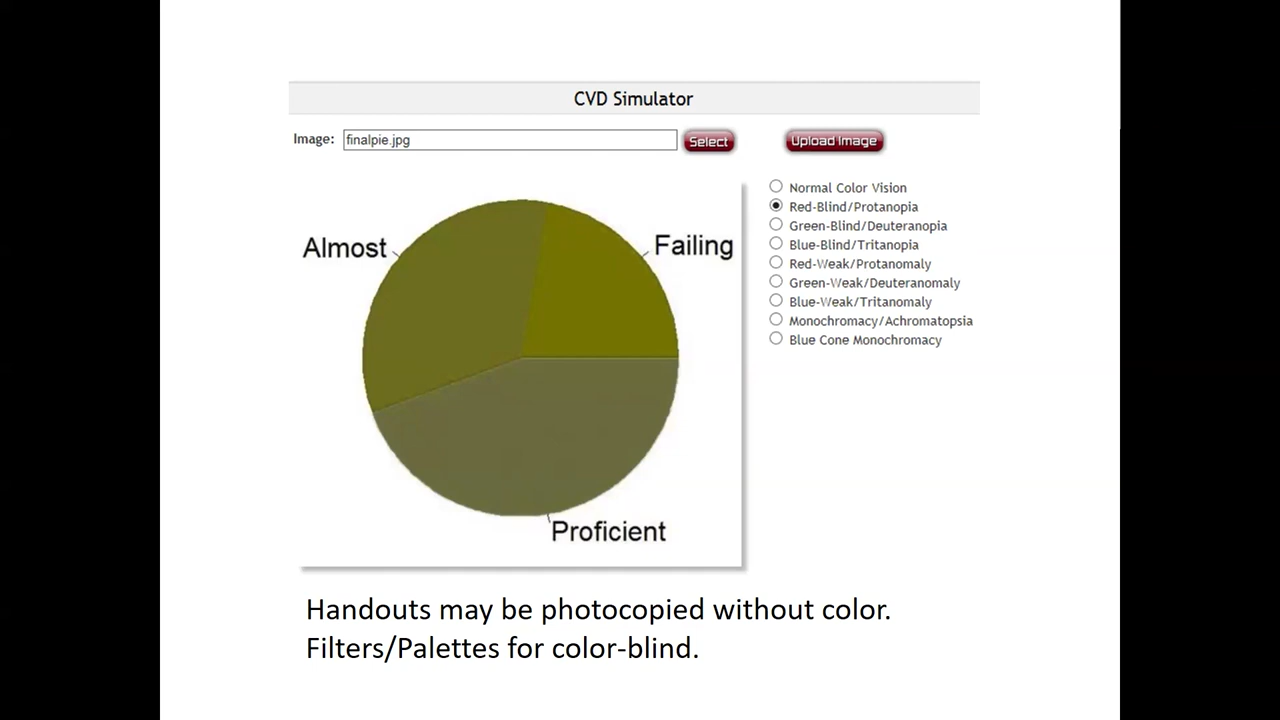 CVD Simulator
Image: finalpie.jpg Select Upload Image
Normal Color Vision
Red-Blind/Protanopia
Green-Blind/Deuteranopia
Blue-Blind/Tritanopia
Red-Weak/Protanomaly
Green-Weak/Deuteranomaly
Blue-Weak/Tritanomaly
Monochromacy/Achromatopsia
Blue Cone Monochromacy
Almost
Failing
Proficient
Handouts may be photocopied without color.
Filters/Palettes for color-blind.